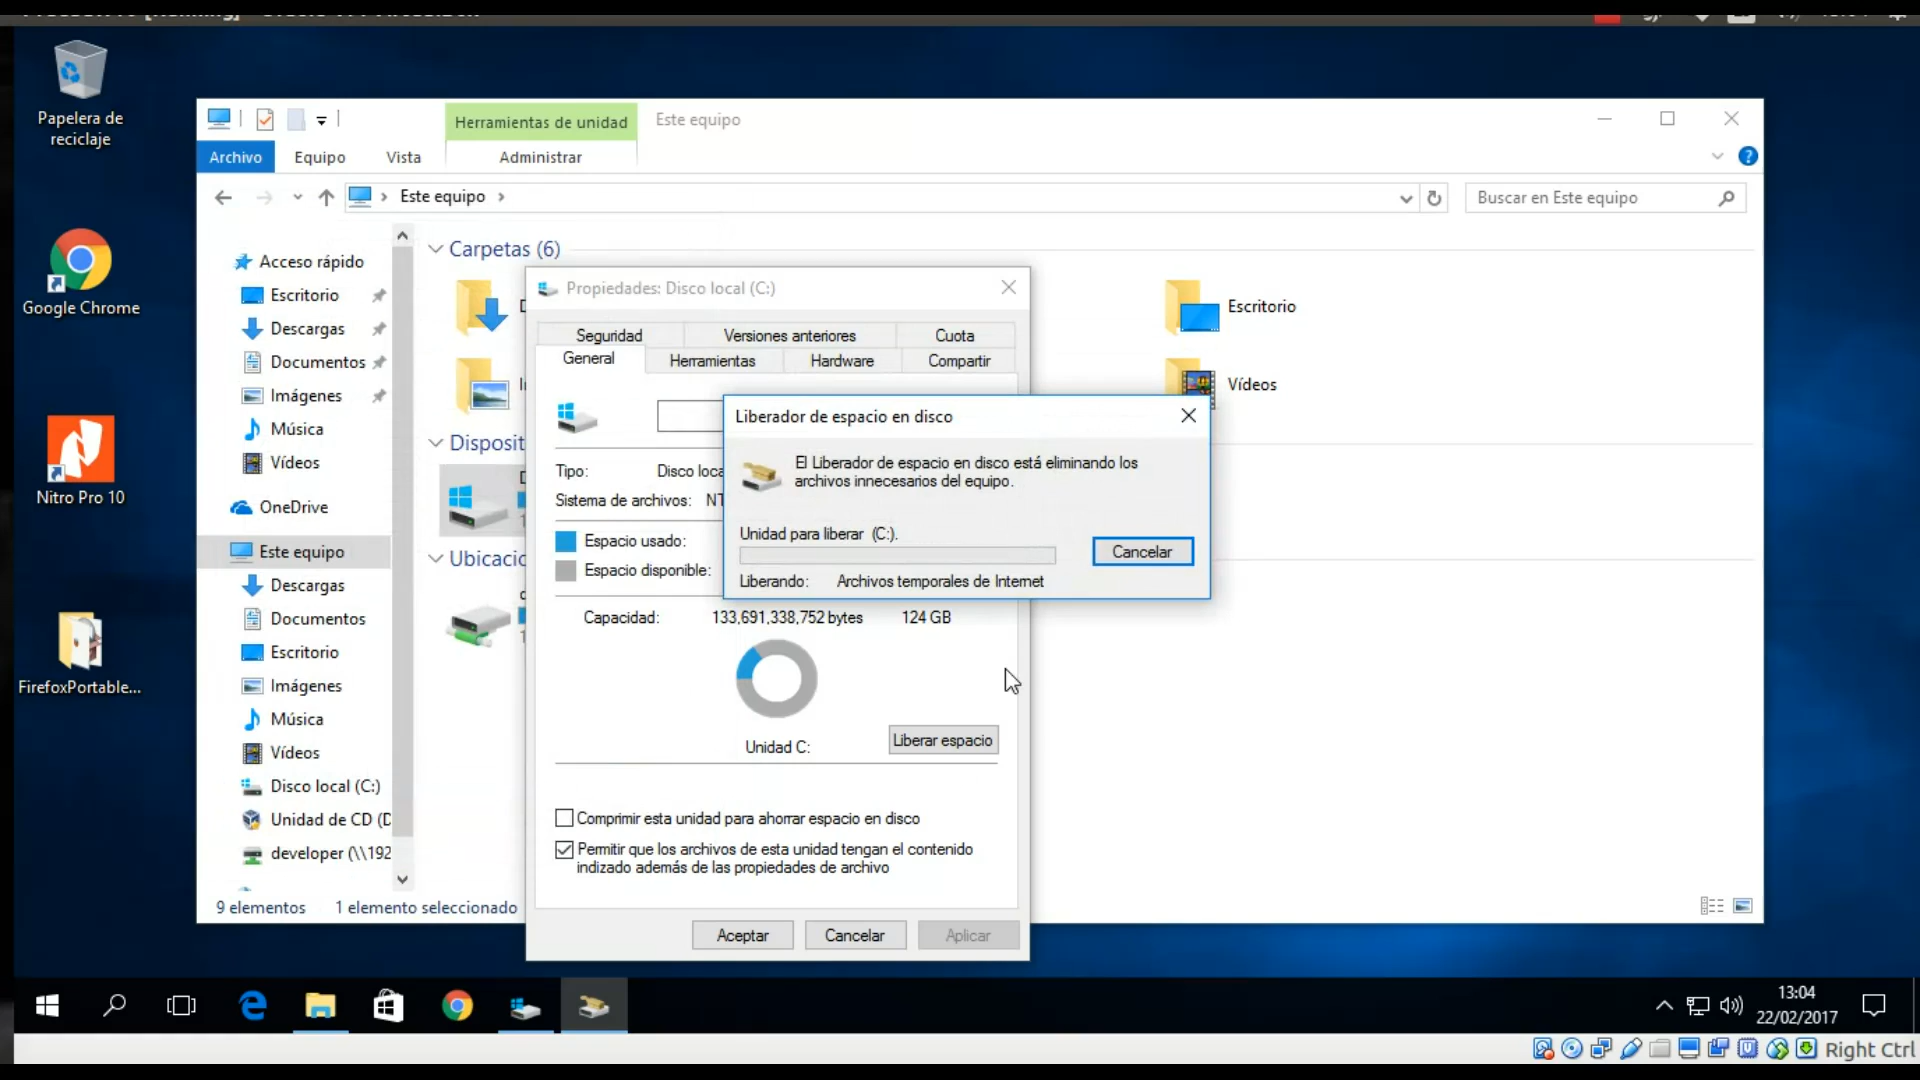 Papelera de
reciclaje
Google Chrome
Nitro Pro 10
FirefoxPortable...
Herramientas de unidad
Este equipo
Archivo
Equipo
Vista
Administrar
Este equipo
Buscar en Este equipo
Acceso rápido
Escritorio
Descargas
Documentos
Imágenes
Música
Vídeos
OneDrive
Este equipo
Descargas
Documentos
Escritorio
Imágenes
Música
Vídeos
Disco local (C:)
Unidad de CD (D
developer (\\192
9 elementos
1 elemento seleccionado
Carpetas (6)
Escritorio
Vídeos
Disposit
Ubicacio
Propiedades: Disco local (C:)
Seguridad
Versiones anteriores
Cuota
General
Herramientas
Hardware
Compartir
Tipo:
Disco loca
Sistema de archivos:
NT
Espacio usado:
Espacio disponible:
Capacidad:
133,691,338,752 bytes
124 GB
Unidad C:
Liberar espacio
Comprimir esta unidad para ahorrar espacio en disco
Permitir que los archivos de esta unidad tengan el contenido
indizado además de las propiedades de archivo
Aceptar
Cancelar
Aplicar
Liberador de espacio en disco
El Liberador de espacio en disco está eliminando los
archivos innecesarios del equipo.
Unidad para liberar (C:).
Cancelar
Liberando:
Archivos temporales de Internet
13:04
22/02/2017
Right Ctrl